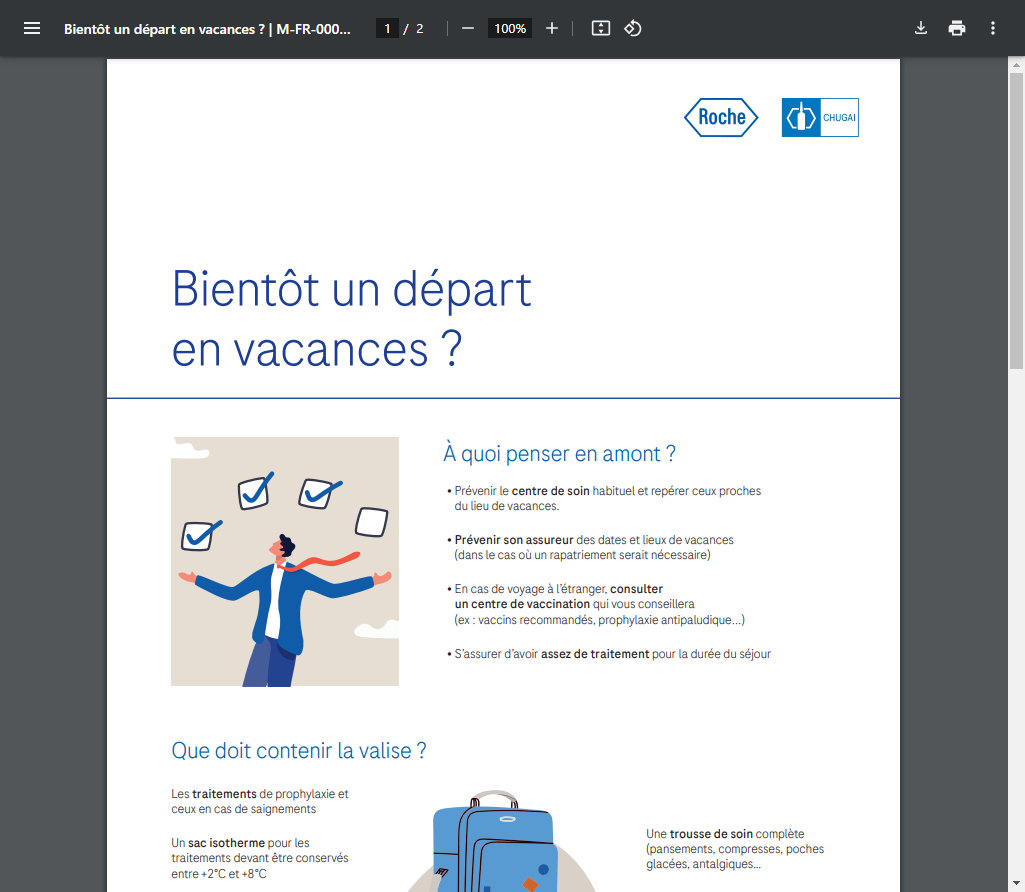 Bientôt un départ en vacances ? | M-FR-000...
1 / 2
100%
Roche
CHUGAI
Bientôt un départ
en vacances ?
À quoi penser en amont ?
• Prévenir le centre de soin habituel et repérer ceux proches
du lieu de vacances.
• Prévenir son assureur des dates et lieux de vacances
(dans le cas où un rapatriement serait nécessaire)
• En cas de voyage à l’étranger, consulter
un centre de vaccination qui vous conseillera
(ex : vaccins recommandés, prophylaxie antipaludique...)
• S’assurer d’avoir assez de traitement pour la durée du séjour
Que doit contenir la valise ?
Les traitements de prophylaxie et
ceux en cas de saignements
Un sac isotherme pour les
traitements devant être conservés
entre +2°C et +8°C
Une trousse de soin complète
(pansements, compresses, poches
glacées, antalgiques...